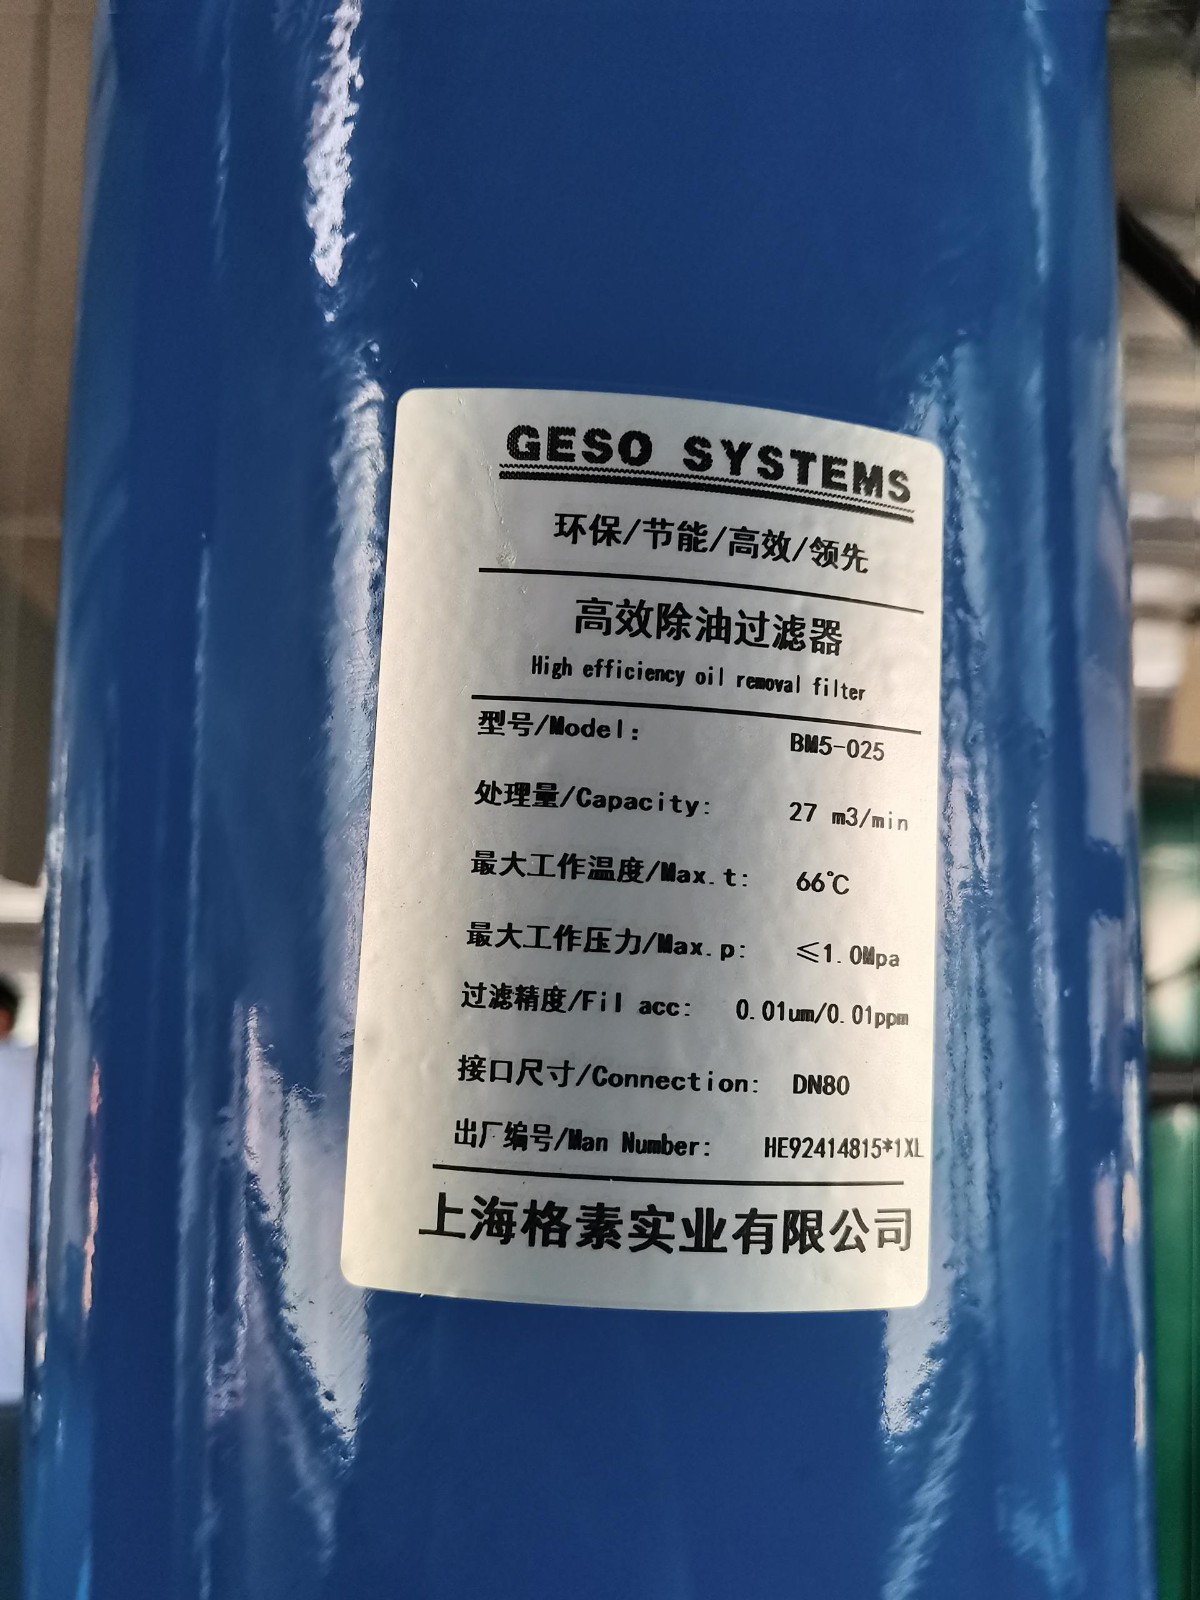 GESO SYSTEMS
环保/节能/高效/领先
高效除油过滤器
High efficiency oil removal filter
型号/Model: BM5-025
处理量/Capacity: 27 m3/min
最大工作温度/Max.t: 66℃
最大工作压力/Max.p: ≤1.0Mpa
过滤精度/Fil acc: 0.01um/0.01ppm
接口尺寸/Connection: DN80
出厂编号/Man Number: HE92414815*1XL
上海格素实业有限公司